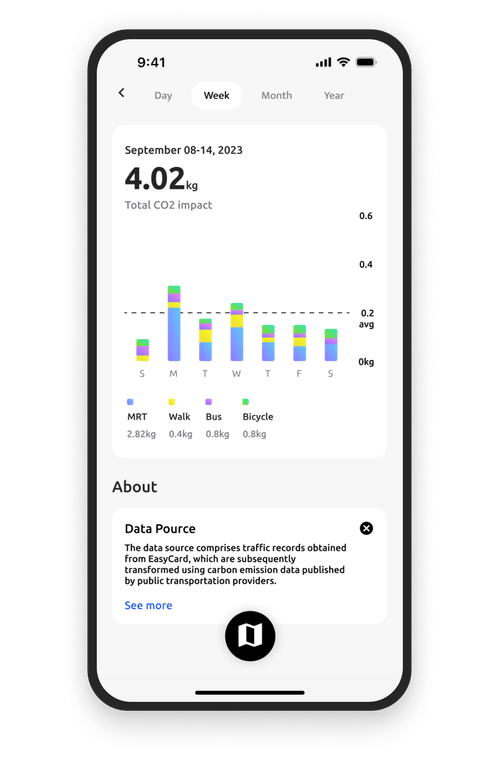 9:41
Day Week Month Year
September 08-14, 2023
4.02kg
Total CO2 impact
0.6
0.4
0.2
avg
0kg
S M T W T F S
MRT Walk Bus Bicycle
2.82kg 0.4kg 0.8kg 0.8kg
About
Data Pource
The data source comprises traffic records obtained
from EasyCard, which are subsequently
transformed using carbon emission data published
by public transportation providers.
See more